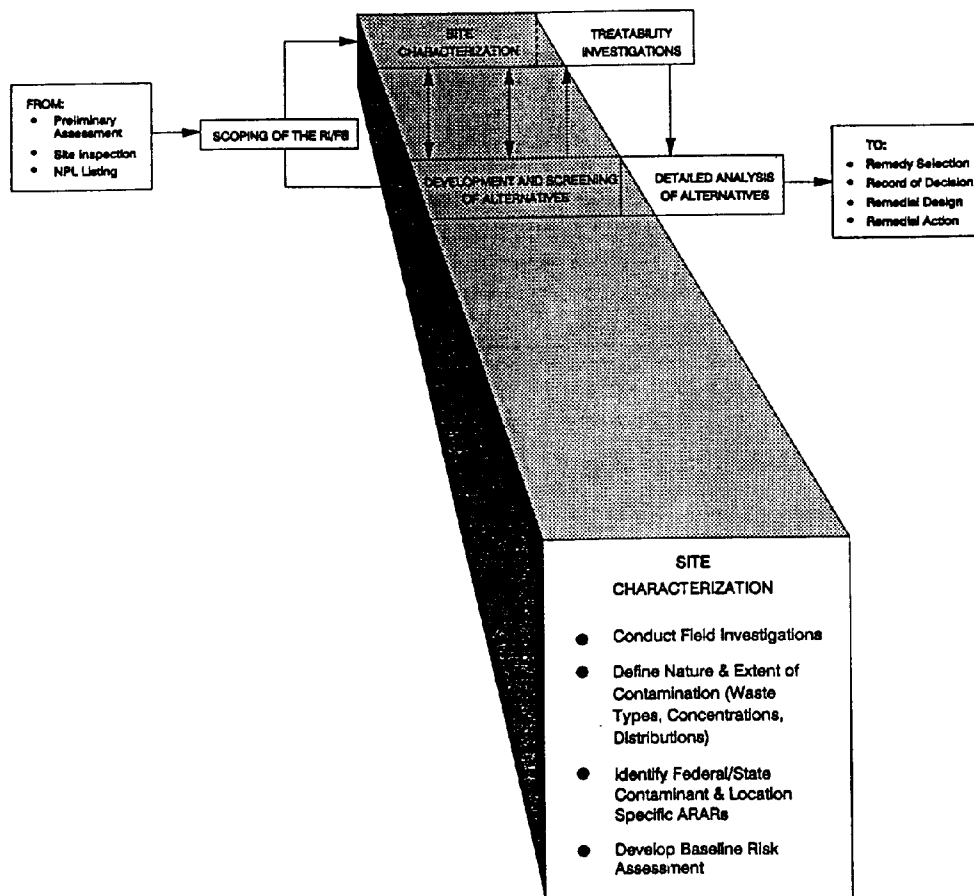 SITE
CHARACTERIZATION
TREATABILITY
INVESTIGATIONS
FROM:
● Preliminary
Assessment
● Site Inspection
● NPL Listing
SCOPING OF THE RI/FS
DEVELOPMENT AND SCREENING
OF ALTERNATIVES
DETAILED ANALYSIS
OF ALTERNATIVES
TO:
● Remedy Selection
● Record of Decision
● Remedial Design
● Remedial Action
SITE
CHARACTERIZATION
● Conduct Field Investigations
● Define Nature & Extent of
Contamination (Waste
Types, Concentrations,
Distributions)
● Identify Federal/State
Contaminant & Location
Specific ARARs
● Develop Baseline Risk
Assessment